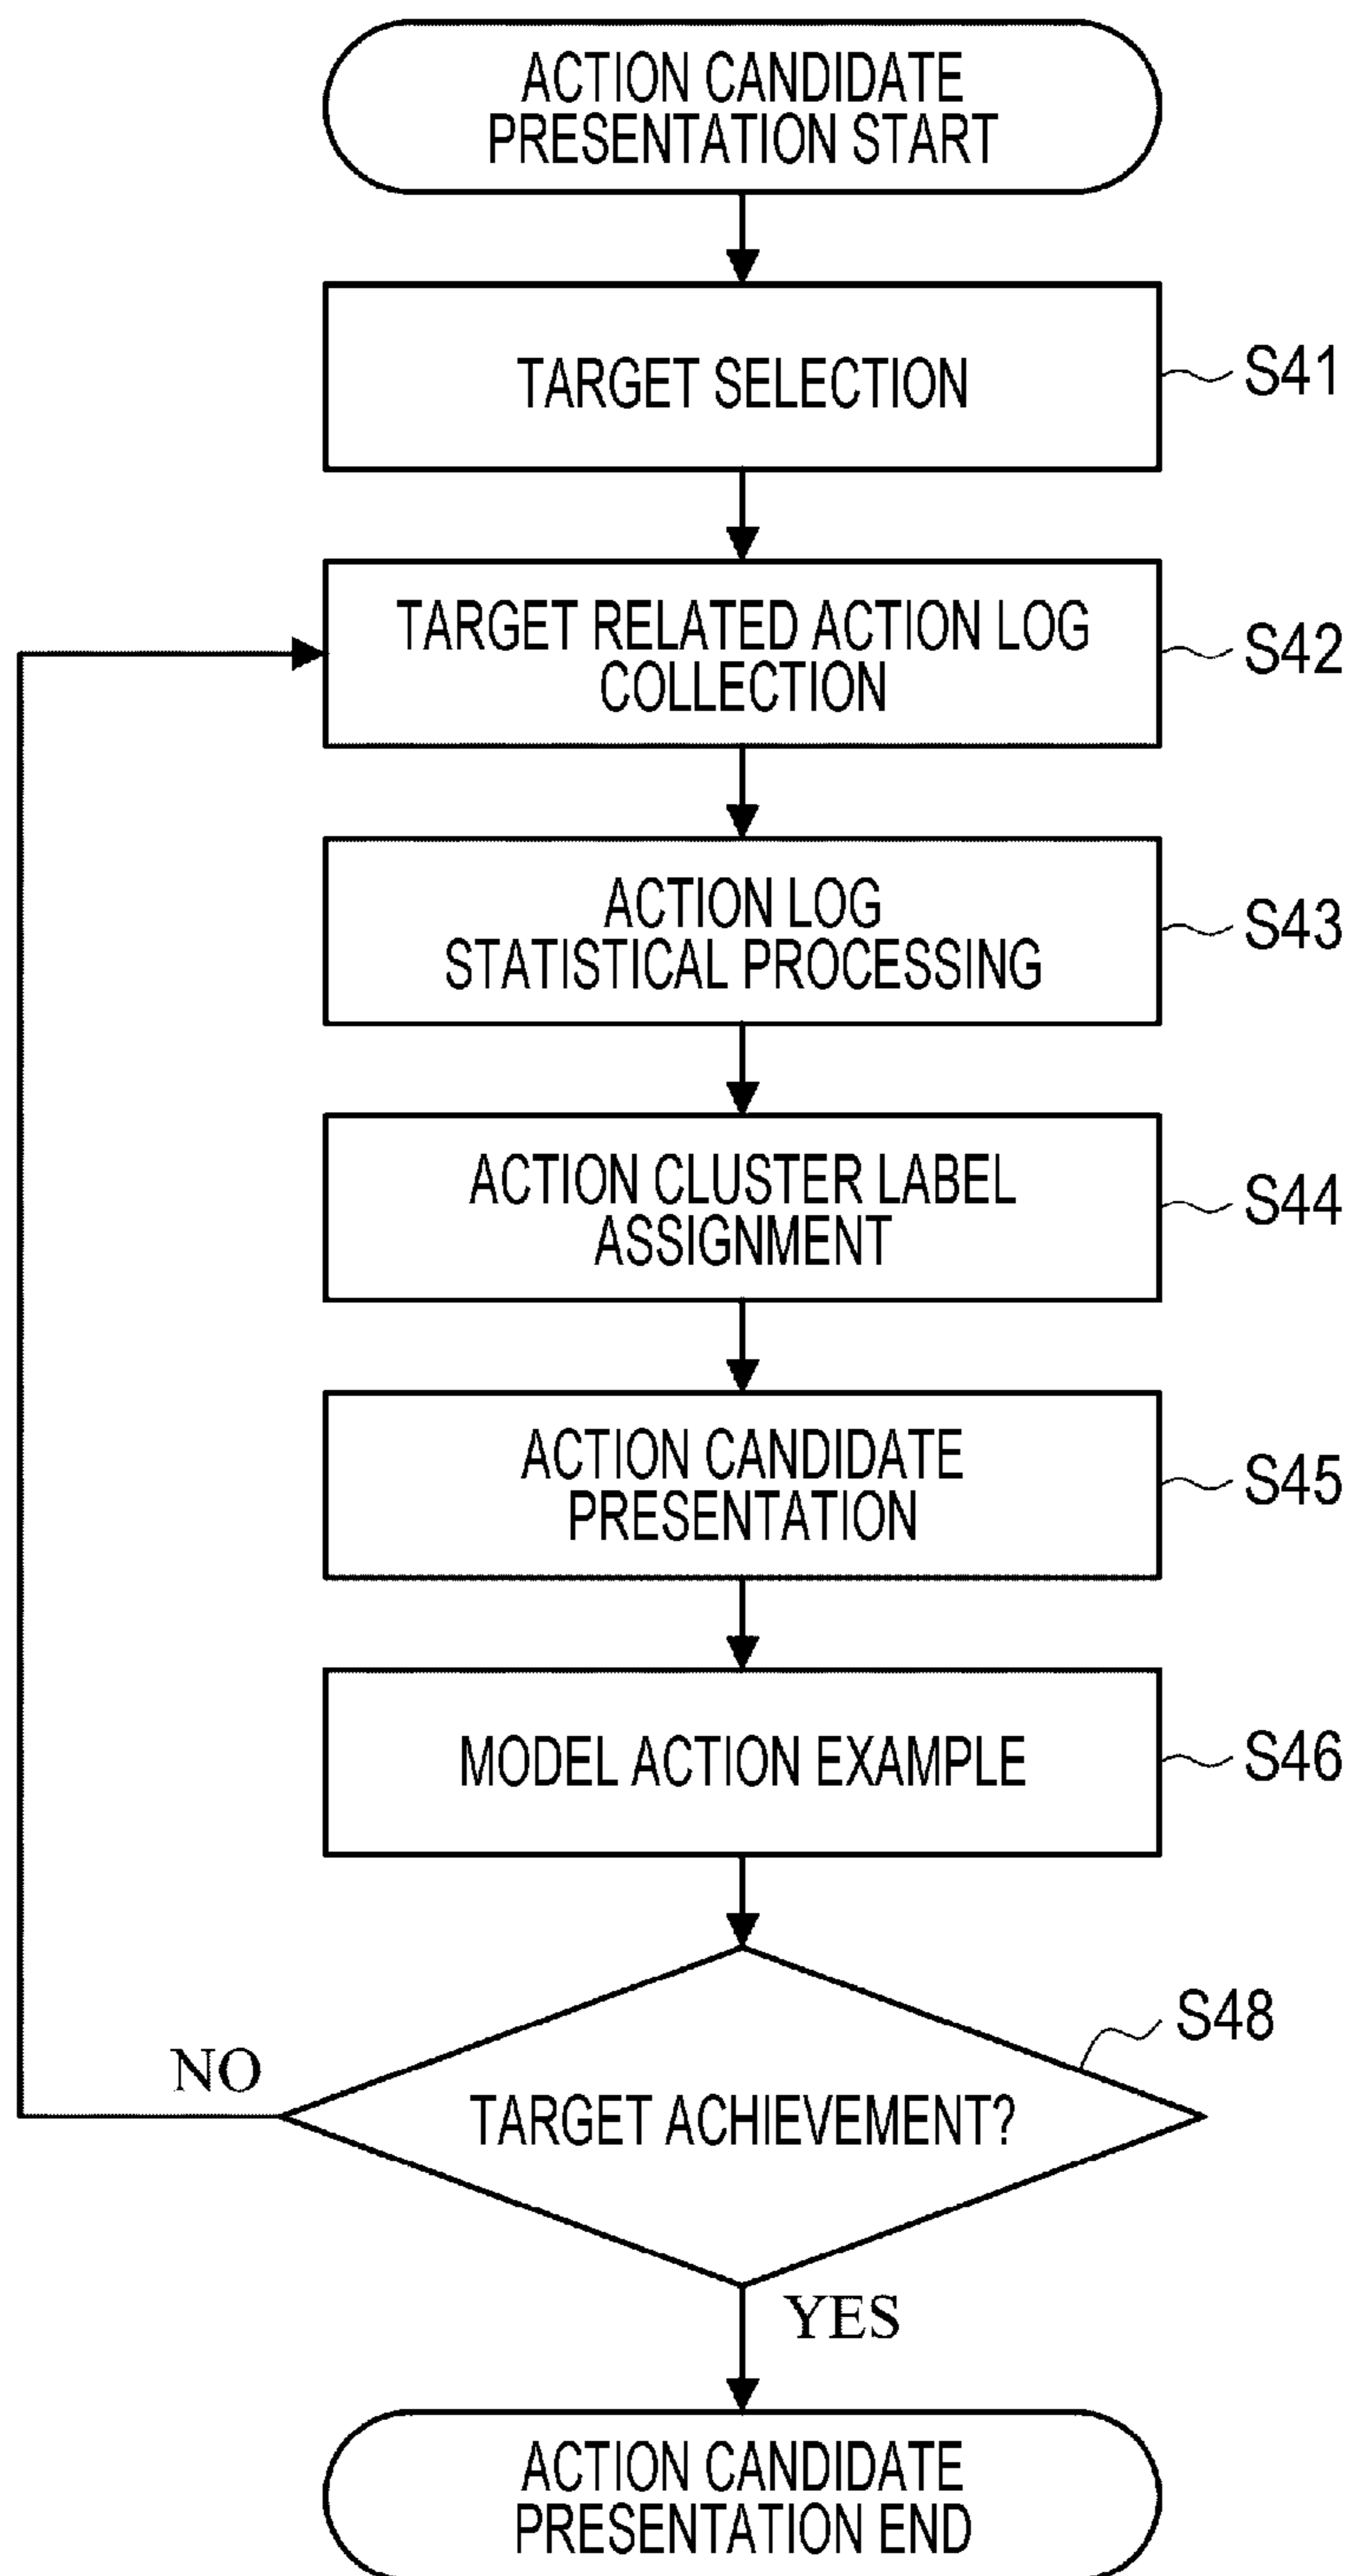 ACTION CANDIDATE
PRESENTATION START
TARGET SELECTION
S41
TARGET RELATED ACTION LOG
COLLECTION
S42
ACTION LOG
STATISTICAL PROCESSING
S43
ACTION CLUSTER LABEL
ASSIGNMENT
S44
ACTION CANDIDATE
PRESENTATION
S45
MODEL ACTION EXAMPLE
S46
S48
NO
TARGET ACHIEVEMENT?
YES
ACTION CANDIDATE
PRESENTATION END